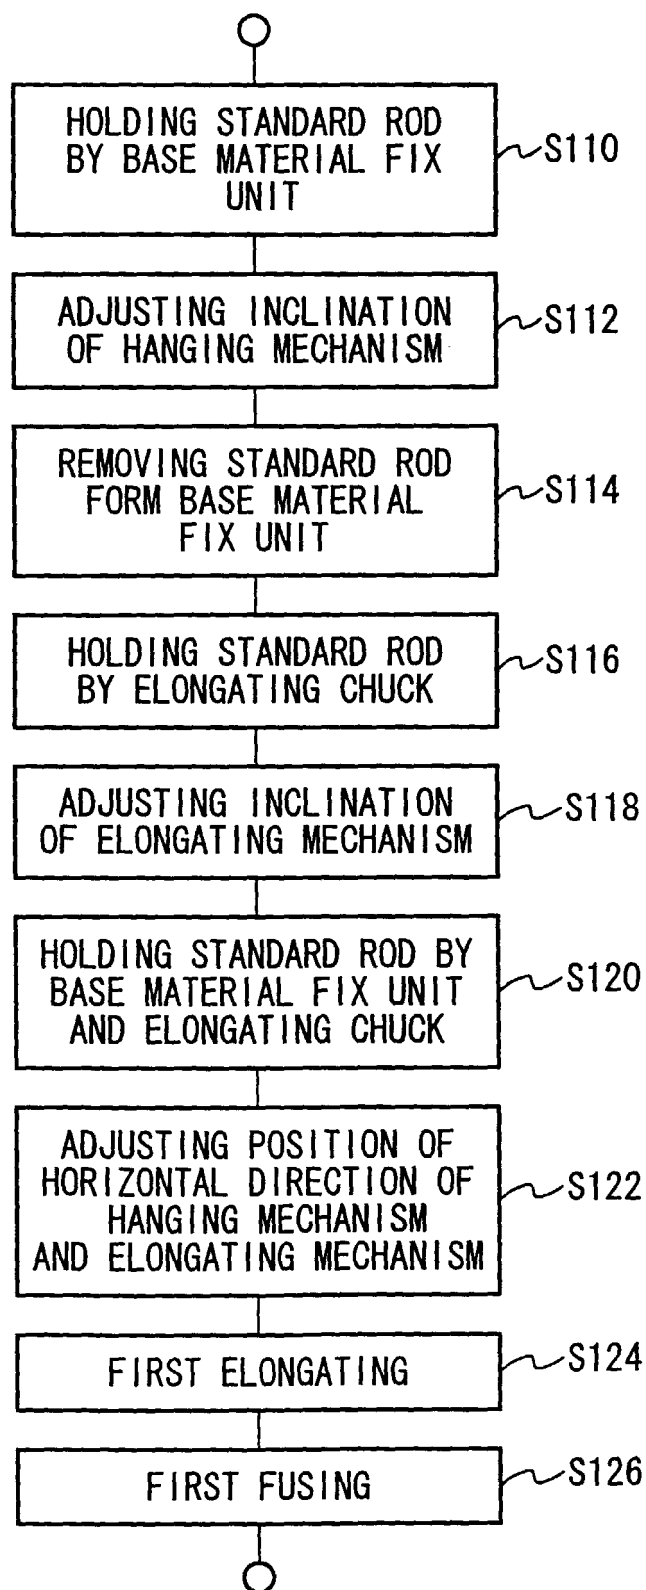 HOLDING STANDARD ROD
BY BASE MATERIAL FIX
UNIT
S110
ADJUSTING INCLINATION
OF HANGING MECHANISM
S112
REMOVING STANDARD ROD
FORM BASE MATERIAL
FIX UNIT
S114
HOLDING STANDARD ROD
BY ELONGATING CHUCK
S116
ADJUSTING INCLINATION
OF ELONGATING MECHANISM
S118
HOLDING STANDARD ROD BY
BASE MATERIAL FIX UNIT
AND ELONGATING CHUCK
S120
ADJUSTING POSITION OF
HORIZONTAL DIRECTION OF
HANGING MECHANISM
AND ELONGATING MECHANISM
S122
FIRST ELONGATING
S124
FIRST FUSING
S126